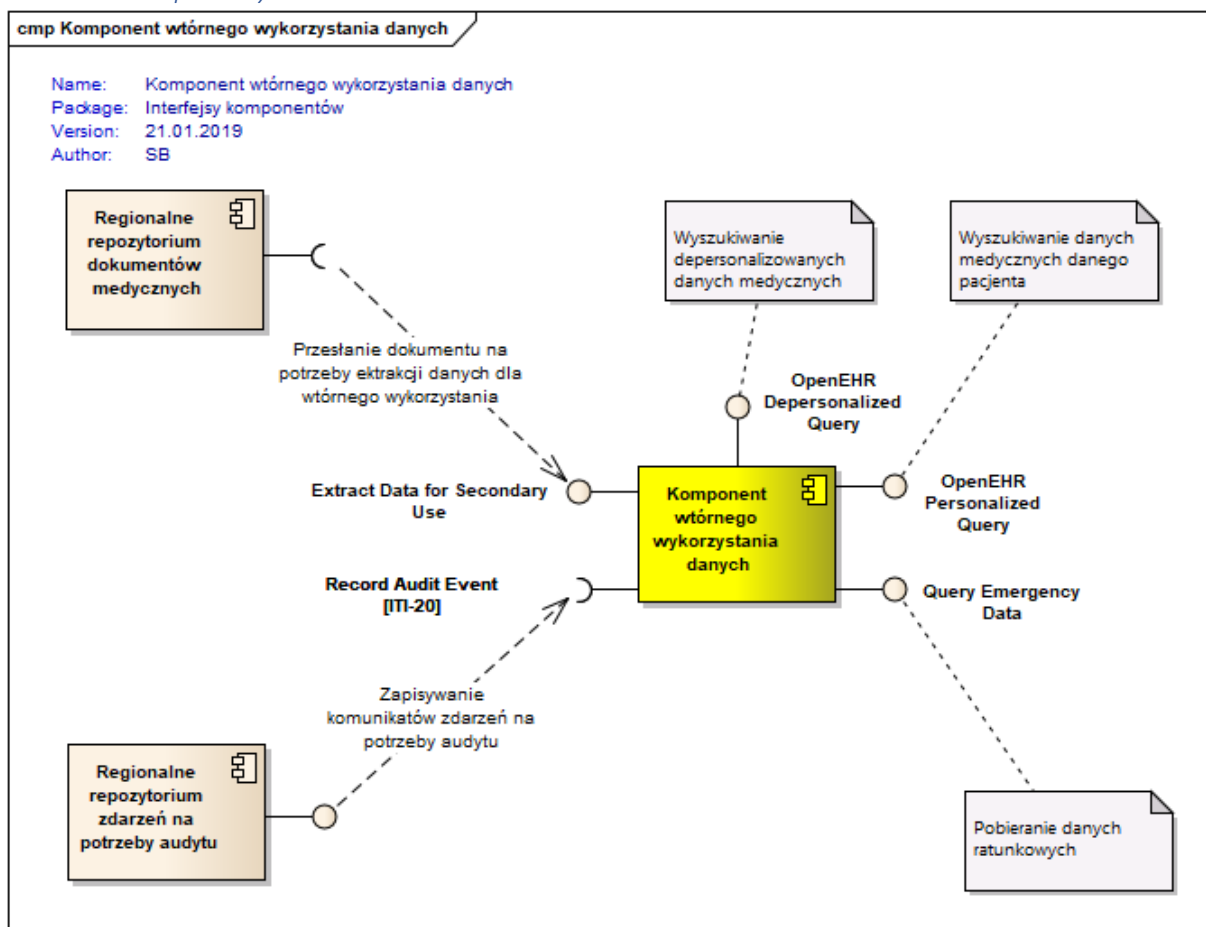 cmp Komponent wtórnego wykorzystania danych
Name: Komponent wtórnego wykorzystania danych
Package: Interfejsy komponentów
Version: 21.01.2019
Author: SB
Regionalne
repozytorium
dokumentów
medycznych
Wyszukiwanie
depersonalizowanych
danych medycznych
Wyszukiwanie danych
medycznych danego
pacjenta
Przesłanie dokumentu na
potrzeby ektrakcji danych dla
wtórnego wykorzystania
OpenEHR
Depersonalized
Query
Extract Data for Secondary
Use
Komponent
wtórnego
wykorzystania
danych
OpenEHR
Personalized
Query
Record Audit Event
[ITI-20]
Query Emergency
Data
Zapisywanie
komunikatów zdarzeń na
potrzeby audytu
Regionalne
repozytorium
zdarzeń na
potrzeby audytu
Pobieranie danych
ratunkowych